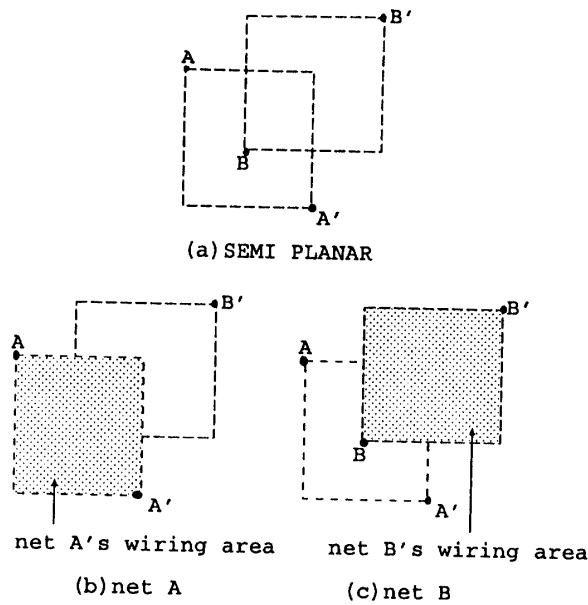 B'
A
B
A'
(a)SEMI PLANAR
B'
A
A'
net A's wiring area
(b)net A
B'
A
B
A'
net B's wiring area
(c)net B